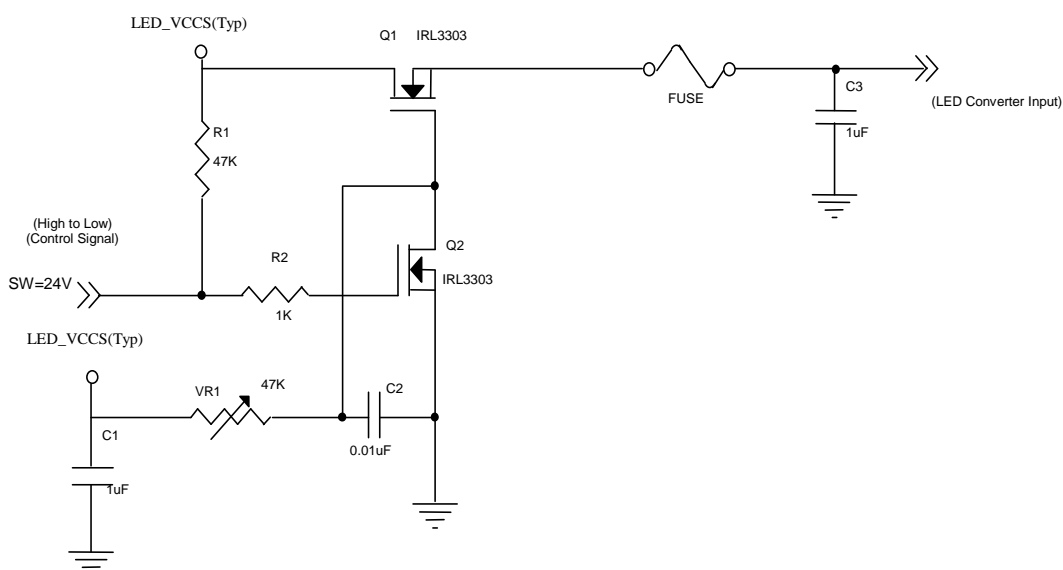 LED_VCCS(Typ)
Q1 IRL3303
FUSE
C3
1uF
(LED Converter Input)
R1
47K
(High to Low)
(Control Signal)
SW=24V
R2
1K
Q2
IRL3303
LED_VCCS(Typ)
VR1
47K
C2
0.01uF
C1
1uF